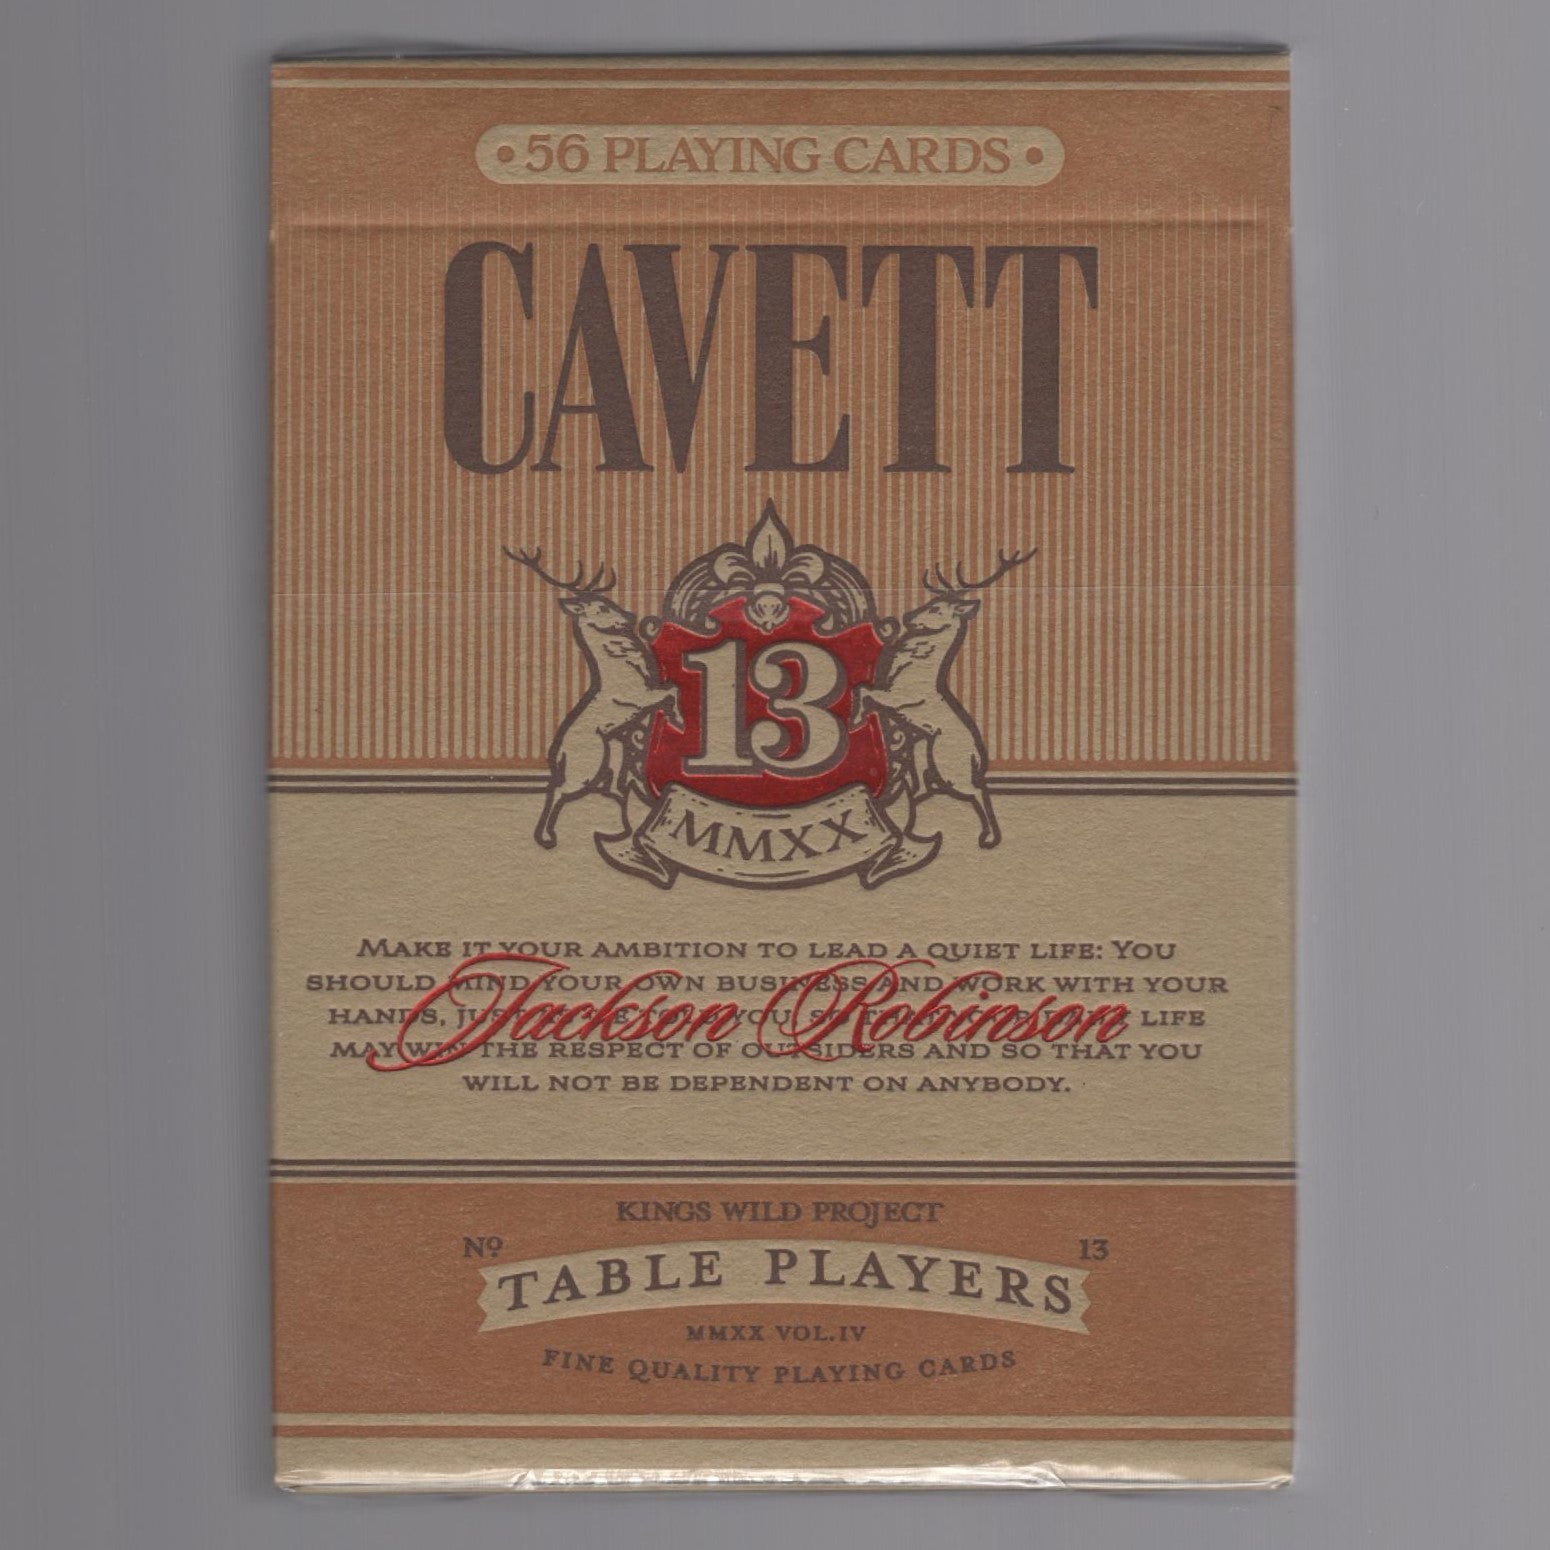 • 56 PLAYING CARDS •
CAVETT
13
MMXX
MAKE IT YOUR AMBITION TO LEAD A QUIET LIFE: YOU
SHOULD MIND YOUR OWN BUSINESS AND WORK WITH YOUR
Jackson Robinson
HANDS, YOU, LIFE
MAY WIN THE RESPECT OF OUTSIDERS AND SO THAT YOU
WILL NOT BE DEPENDENT ON ANYBODY.
KINGS WILD PROJECT
Nº 13
TABLE PLAYERS
MMXX VOL.IV
FINE QUALITY PLAYING CARDS